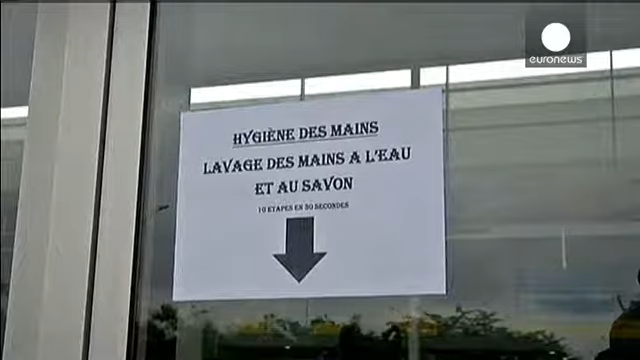 euronews
HYGIÈNE DES MAINS
LAVAGE DES MAINS A L'EAU
ET AU SAVON
10 ETAPES EN 30 SECONDES